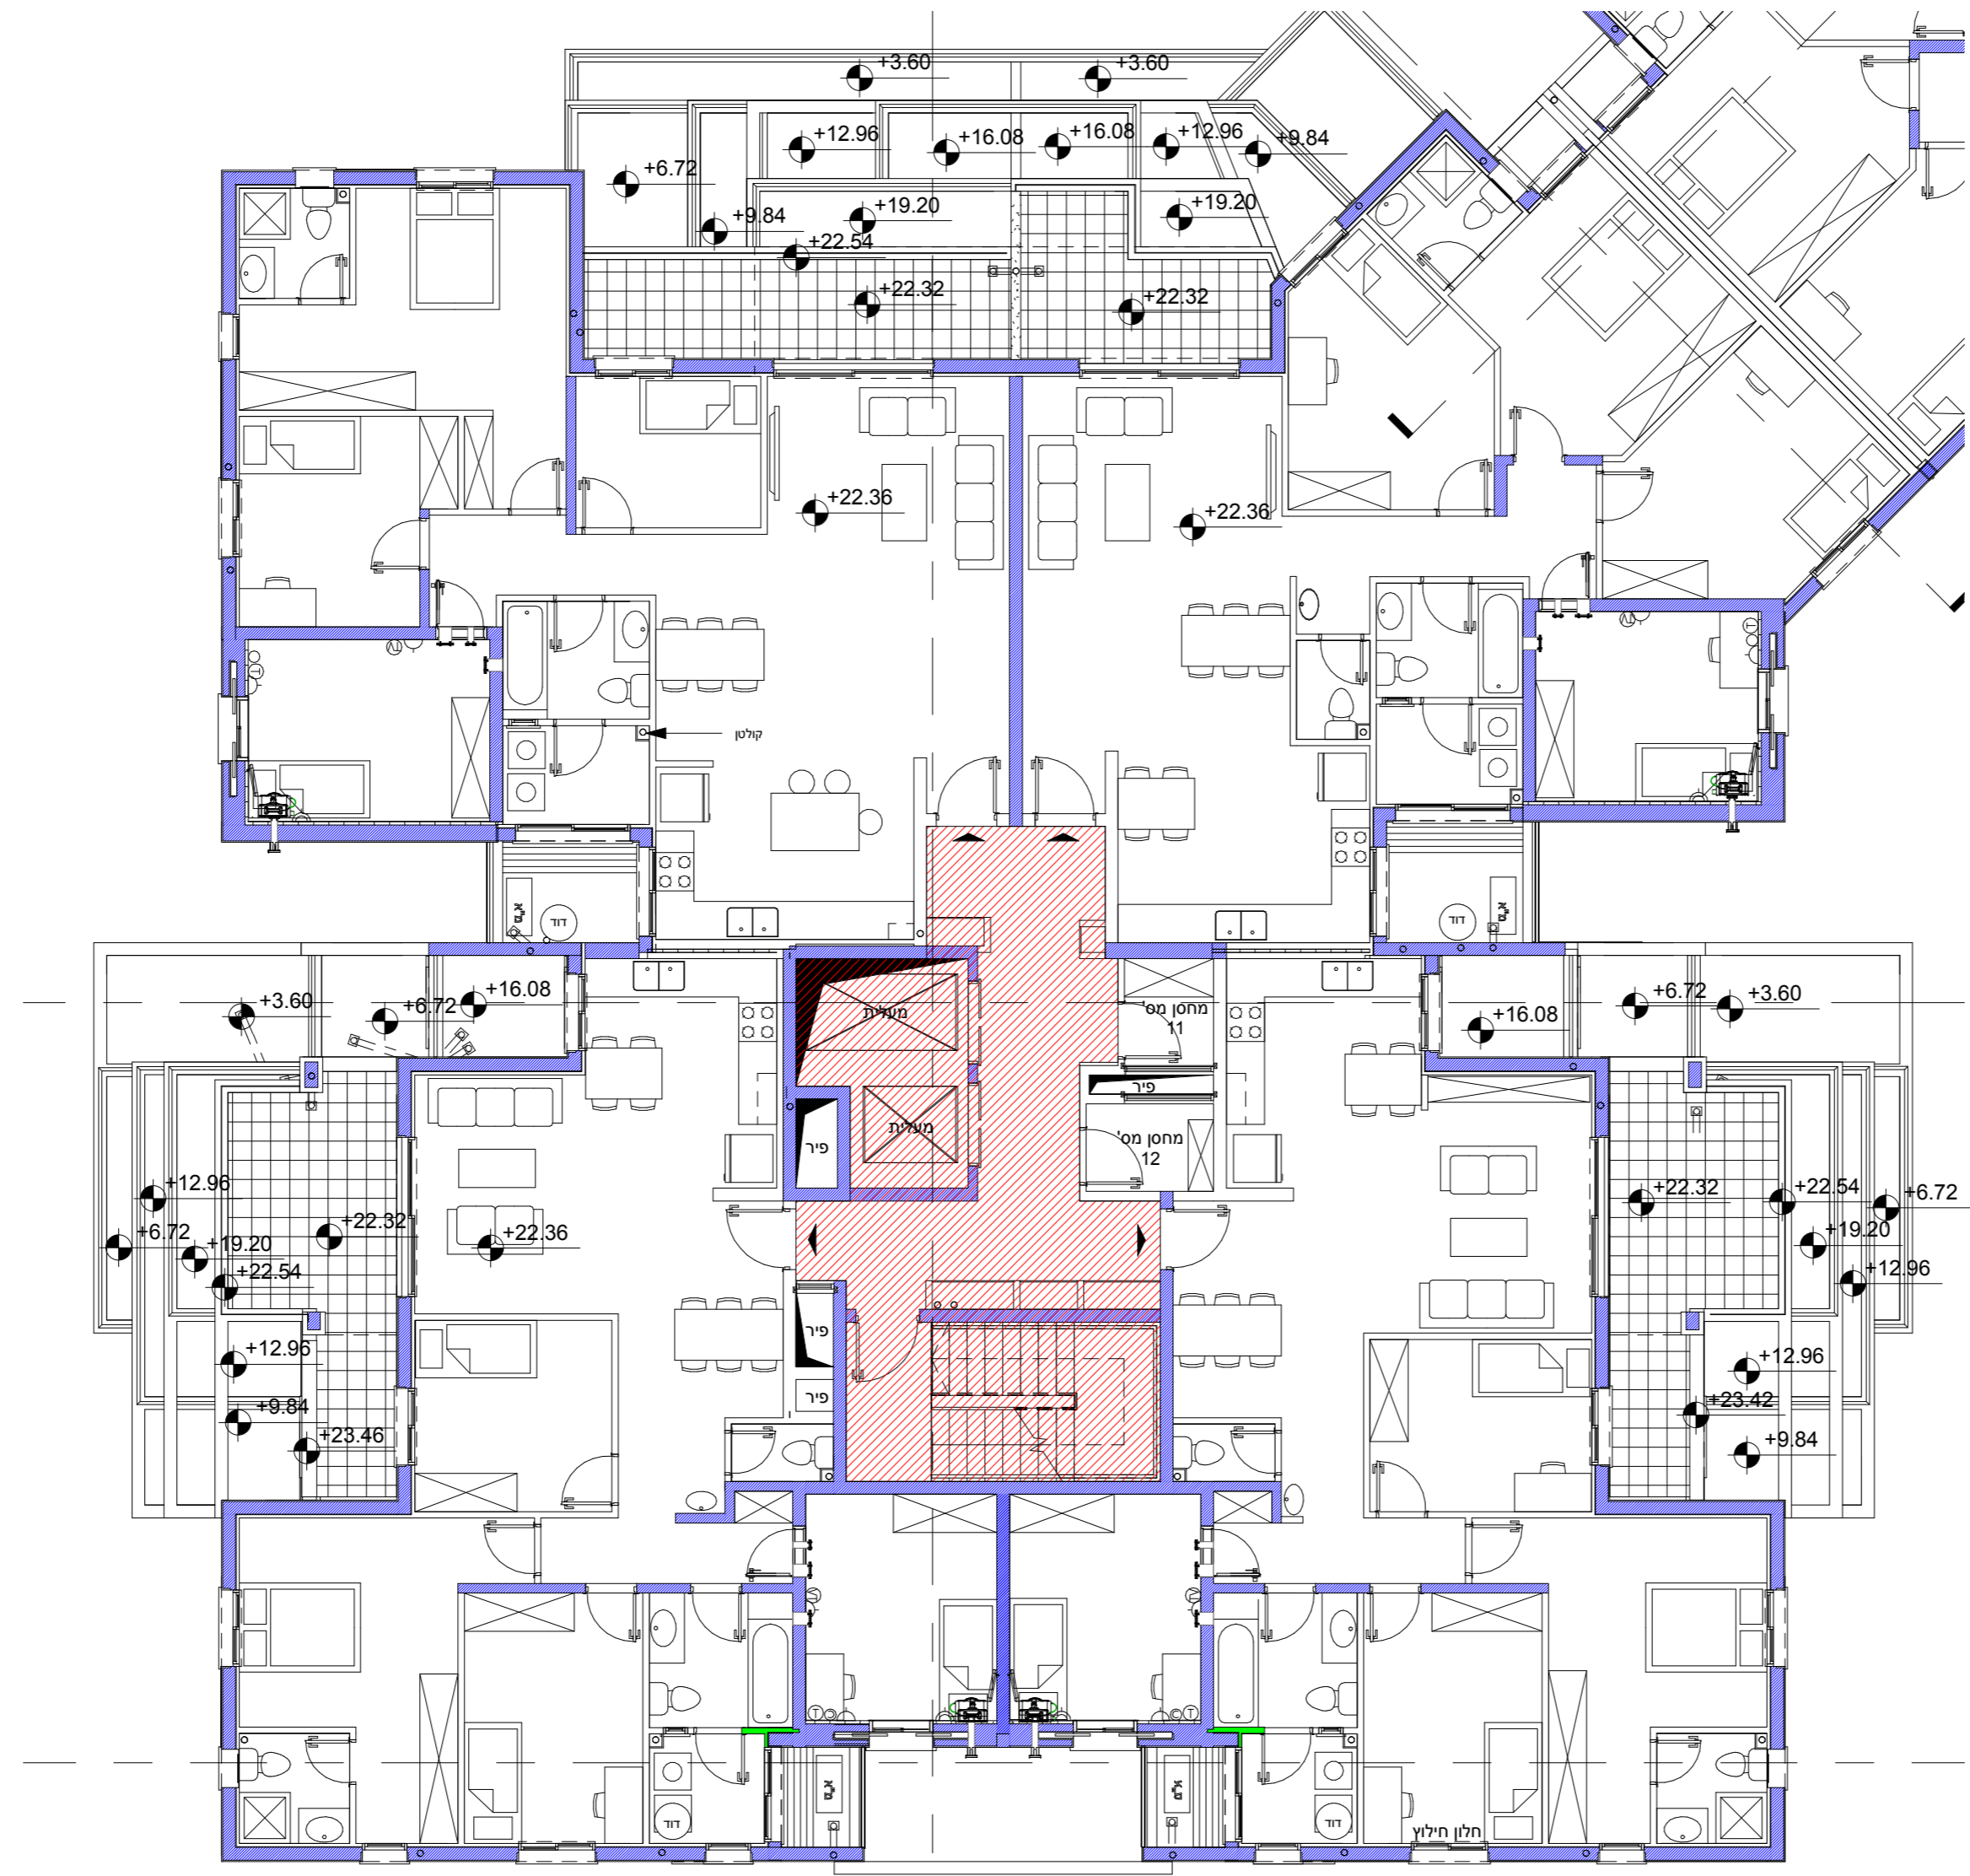 +3.60
+3.60
+12.96
+16.08
+16.08
+12.96
+9.84
+6.72
+9.84
+19.20
+19.20
+22.54
+22.32
+22.32
+22.36
+22.36
קולטן
מ"א
דוד
דוד
מ"א
+3.60
+6.72
+16.08
מעלית
מחסן מס'
11
+16.08
+6.72
+3.60
פיר
מעלית
פיר
מחסן מס'
12
+12.96
+6.72
+19.20
+22.54
+22.32
+22.36
+22.32
+22.54
+6.72
+19.20
+12.96
פיר
פיר
+12.96
+9.84
+23.46
+12.96
+23.42
+9.84
מ"א
מ"א
דוד
דוד
חלון חילוץ